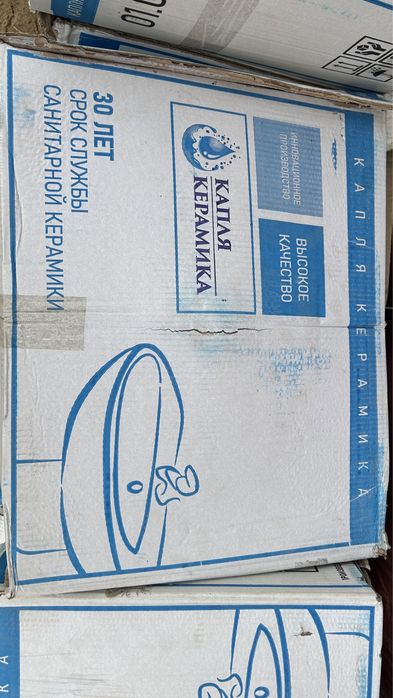 КАПЛЯ КЕРАМИКА
ИННОВАЦИОННОЕ
ПРОИЗВОДСТВО
ВЫСОКОЕ
КАЧЕСТВО
КАПЛЯ
КЕРАМИКА
30 ЛЕТ
СРОК СЛУЖБЫ
САНИТАРНОЙ КЕРАМИКИ